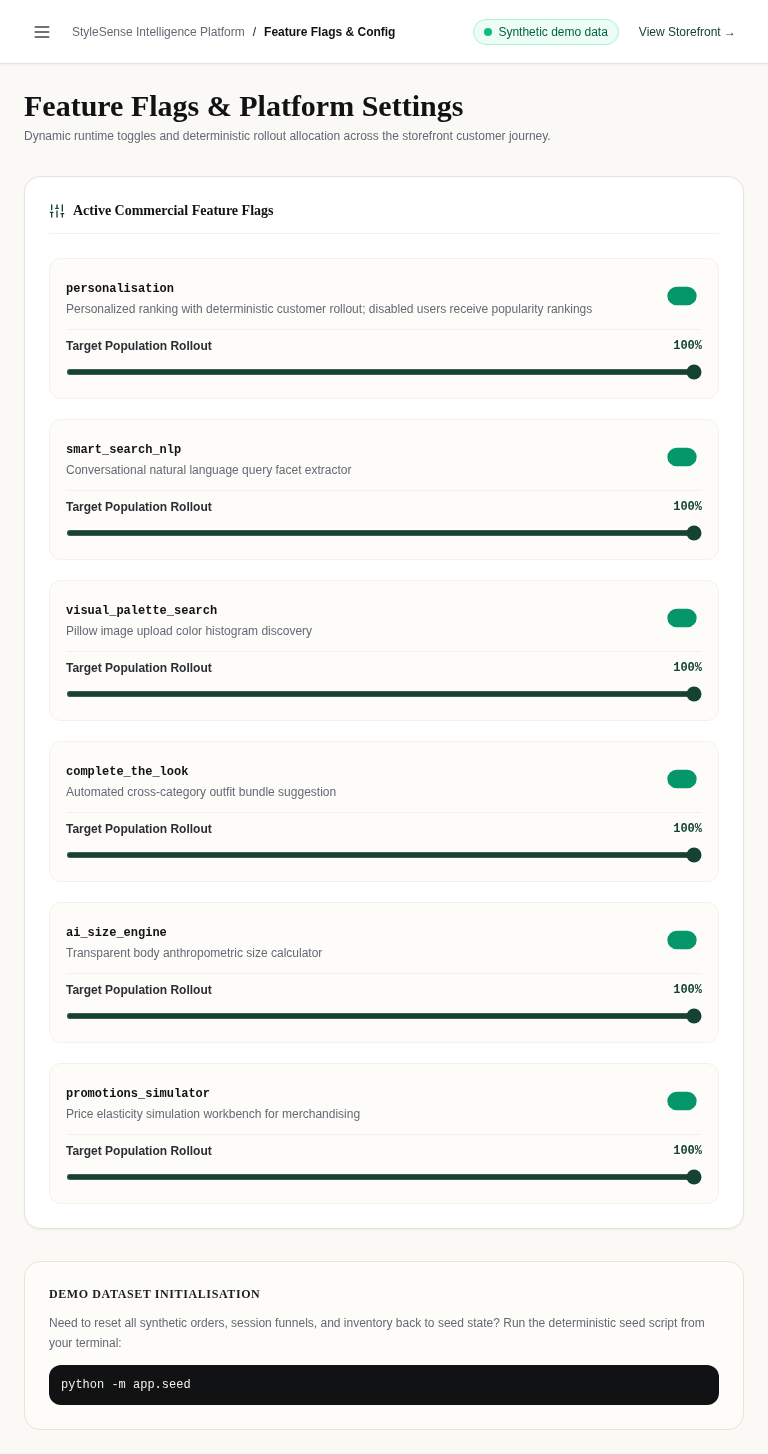 StyleSense Intelligence Platform / Feature Flags & Config
Synthetic demo data
View Storefront →
Feature Flags & Platform Settings
Dynamic runtime toggles and deterministic rollout allocation across the storefront customer journey.
Active Commercial Feature Flags
personalisation
Personalized ranking with deterministic customer rollout; disabled users receive popularity rankings
Target Population Rollout 100%
smart_search_nlp
Conversational natural language query facet extractor
Target Population Rollout 100%
visual_palette_search
Pillow image upload color histogram discovery
Target Population Rollout 100%
complete_the_look
Automated cross-category outfit bundle suggestion
Target Population Rollout 100%
ai_size_engine
Transparent body anthropometric size calculator
Target Population Rollout 100%
promotions_simulator
Price elasticity simulation workbench for merchandising
Target Population Rollout 100%
DEMO DATASET INITIALISATION
Need to reset all synthetic orders, session funnels, and inventory back to seed state? Run the deterministic seed script from
your terminal:
python -m app.seed